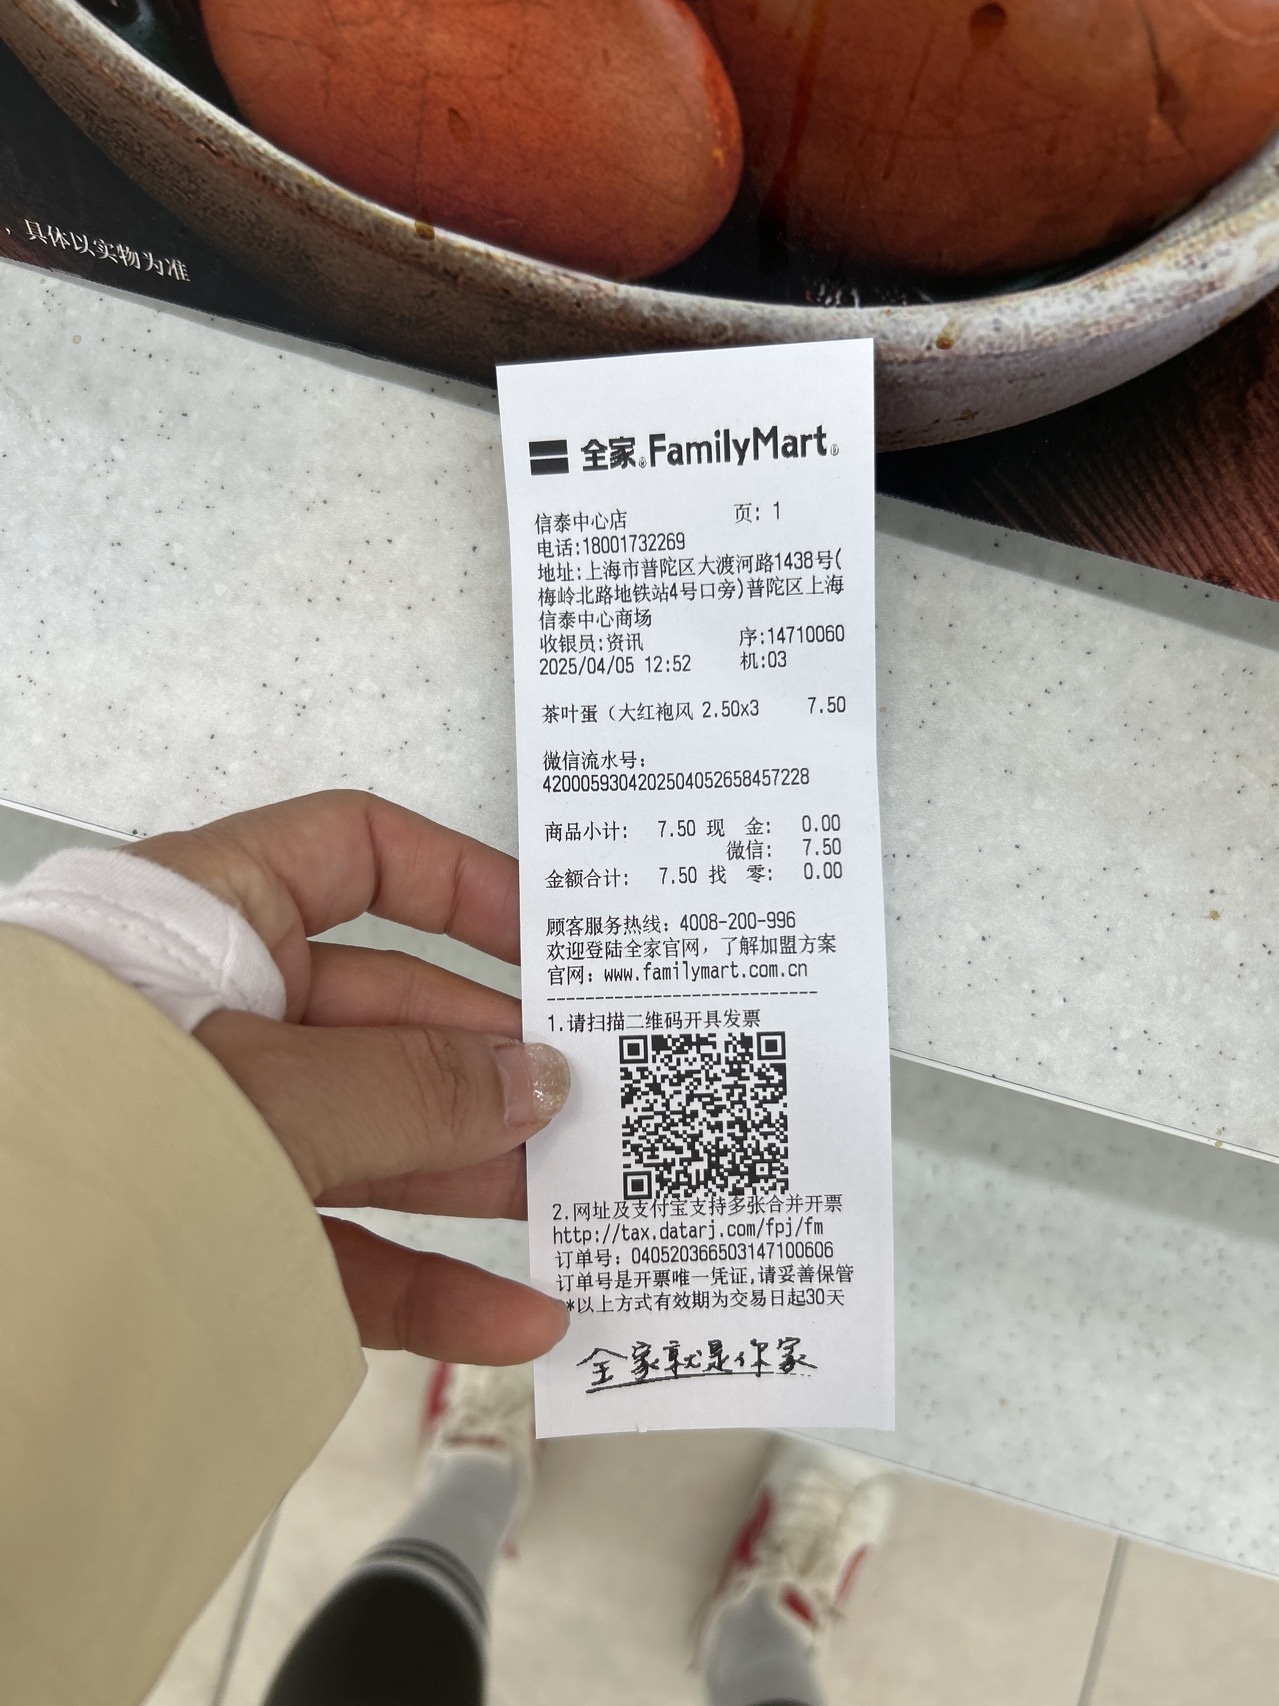 ，具体以实物为准
全家®FamilyMart®
信泰中心店 页: 1
电话:18001732269
地址:上海市普陀区大渡河路1438号(
梅岭北路地铁站4号口旁)普陀区上海
信泰中心商场
收银员:资讯 序:14710060
2025/04/05 12:52 机:03
茶叶蛋（大红袍风 2.50x3 7.50
微信流水号:
4200059304202504052658457228
商品小计: 7.50 现 金: 0.00
微信: 7.50
金额合计: 7.50 找 零: 0.00
顾客服务热线: 4008-200-996
欢迎登陆全家官网, 了解加盟方案
官网: www.familymart.com.cn
----------------------------
1.请扫描二维码开具发票
2.网址及支付宝支持多张合并开票
http://tax.datarj.com/fpj/fm
订单号: 040520366503147100606
订单号是开票唯一凭证,请妥善保管
*以上方式有效期为交易日起30天
全家就是你家